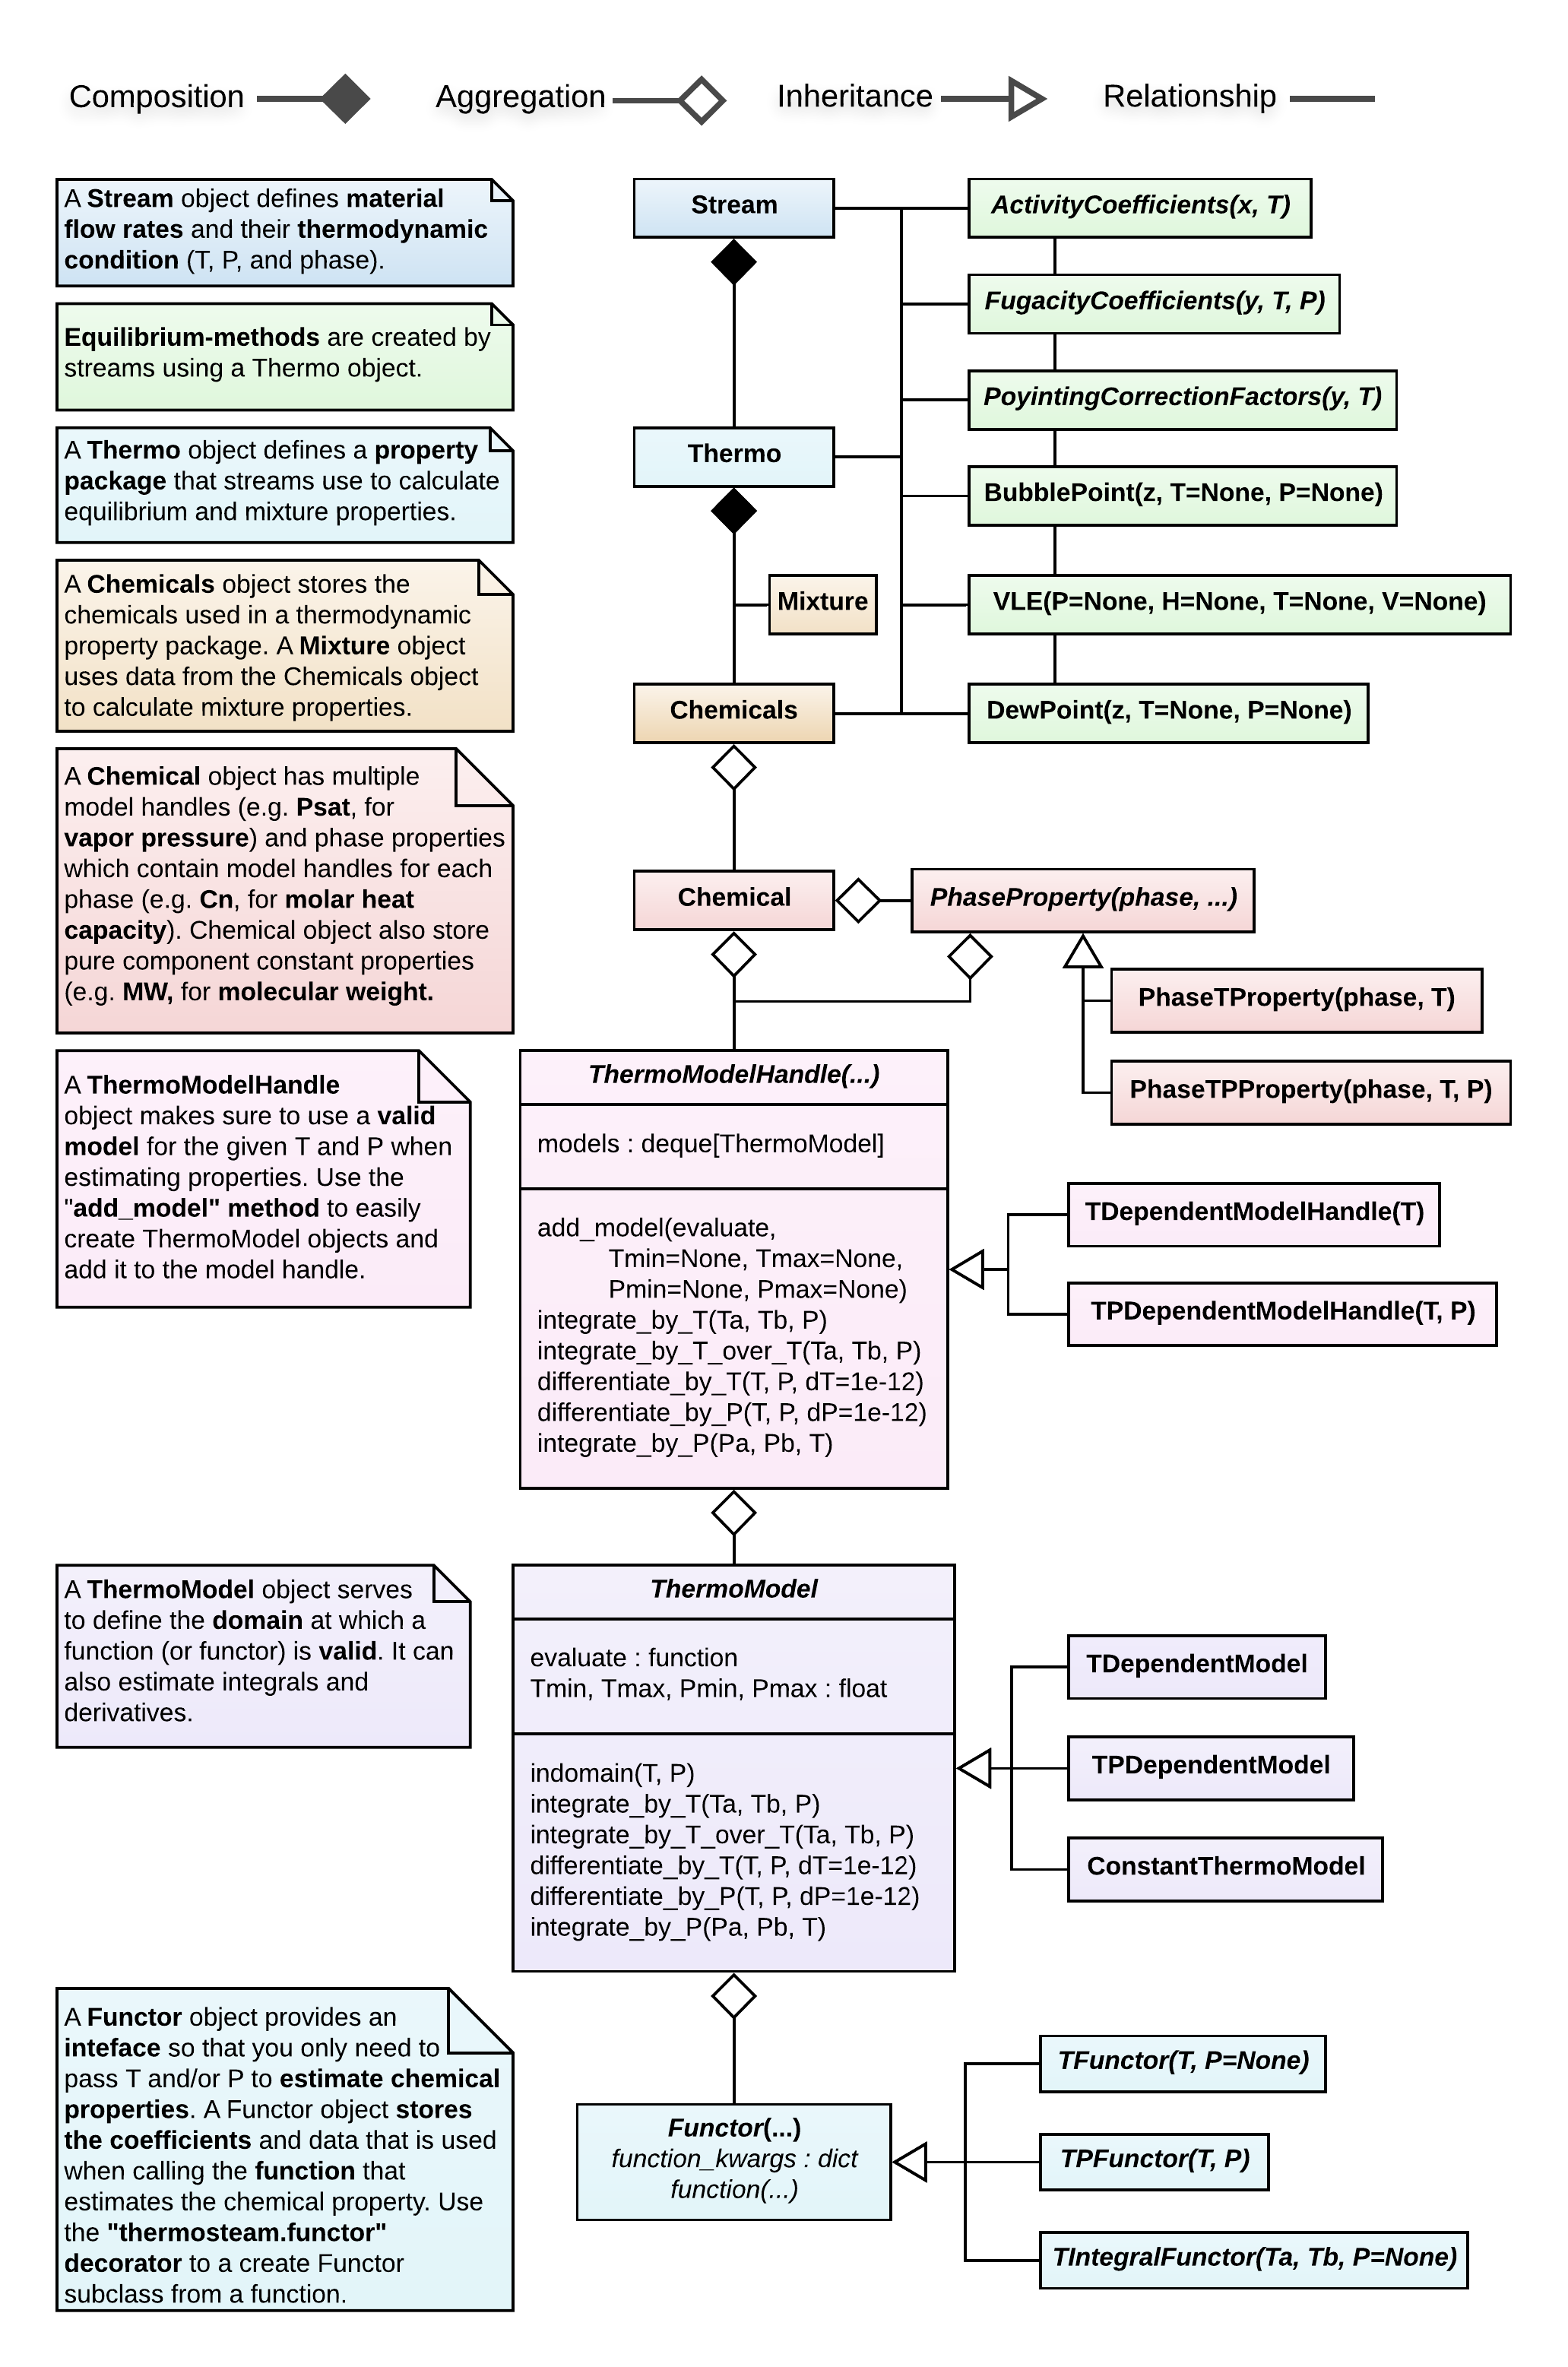 Composition
Aggregation
Inheritance
Relationship
A Stream object defines material
flow rates and their thermodynamic
condition (T, P, and phase).
Equilibrium-methods are created by
streams using a Thermo object.
A Thermo object defines a property
package that streams use to calculate
equilibrium and mixture properties.
A Chemicals object stores the
chemicals used in a thermodynamic
property package. A Mixture object
uses data from the Chemicals object
to calculate mixture properties.
A Chemical object has multiple
model handles (e.g. Psat, for
vapor pressure) and phase properties
which contain model handles for each
phase (e.g. Cn, for molar heat
capacity). Chemical object also store
pure component constant properties
(e.g. MW, for molecular weight.
A ThermoModelHandle
object makes sure to use a valid
model for the given T and P when
estimating properties. Use the
"add_model" method to easily
create ThermoModel objects and
add it to the model handle.
A ThermoModel object serves
to define the domain at which a
function (or functor) is valid. It can
also estimate integrals and
derivatives.
A Functor object provides an
inteface so that you only need to
pass T and/or P to estimate chemical
properties. A Functor object stores
the coefficients and data that is used
when calling the function that
estimates the chemical property. Use
the "thermosteam.functor"
decorator to a create Functor
subclass from a function.
Stream
Thermo
Mixture
Chemicals
Chemical
ActivityCoefficients(x, T)
FugacityCoefficients(y, T, P)
PoyintingCorrectionFactors(y, T)
BubblePoint(z, T=None, P=None)
VLE(P=None, H=None, T=None, V=None)
DewPoint(z, T=None, P=None)
PhaseProperty(phase, ...)
PhaseTProperty(phase, T)
PhaseTPProperty(phase, T, P)
ThermoModelHandle(...)
models : deque[ThermoModel]
add_model(evaluate,
Tmin=None, Tmax=None,
Pmin=None, Pmax=None)
integrate_by_T(Ta, Tb, P)
integrate_by_T_over_T(Ta, Tb, P)
differentiate_by_T(T, P, dT=1e-12)
differentiate_by_P(T, P, dP=1e-12)
integrate_by_P(Pa, Pb, T)
TDependentModelHandle(T)
TPDependentModelHandle(T, P)
ThermoModel
evaluate : function
Tmin, Tmax, Pmin, Pmax : float
indomain(T, P)
integrate_by_T(Ta, Tb, P)
integrate_by_T_over_T(Ta, Tb, P)
differentiate_by_T(T, P, dT=1e-12)
differentiate_by_P(T, P, dP=1e-12)
integrate_by_P(Pa, Pb, T)
TDependentModel
TPDependentModel
ConstantThermoModel
Functor(...)
function_kwargs : dict
function(...)
TFunctor(T, P=None)
TPFunctor(T, P)
TIntegralFunctor(Ta, Tb, P=None)